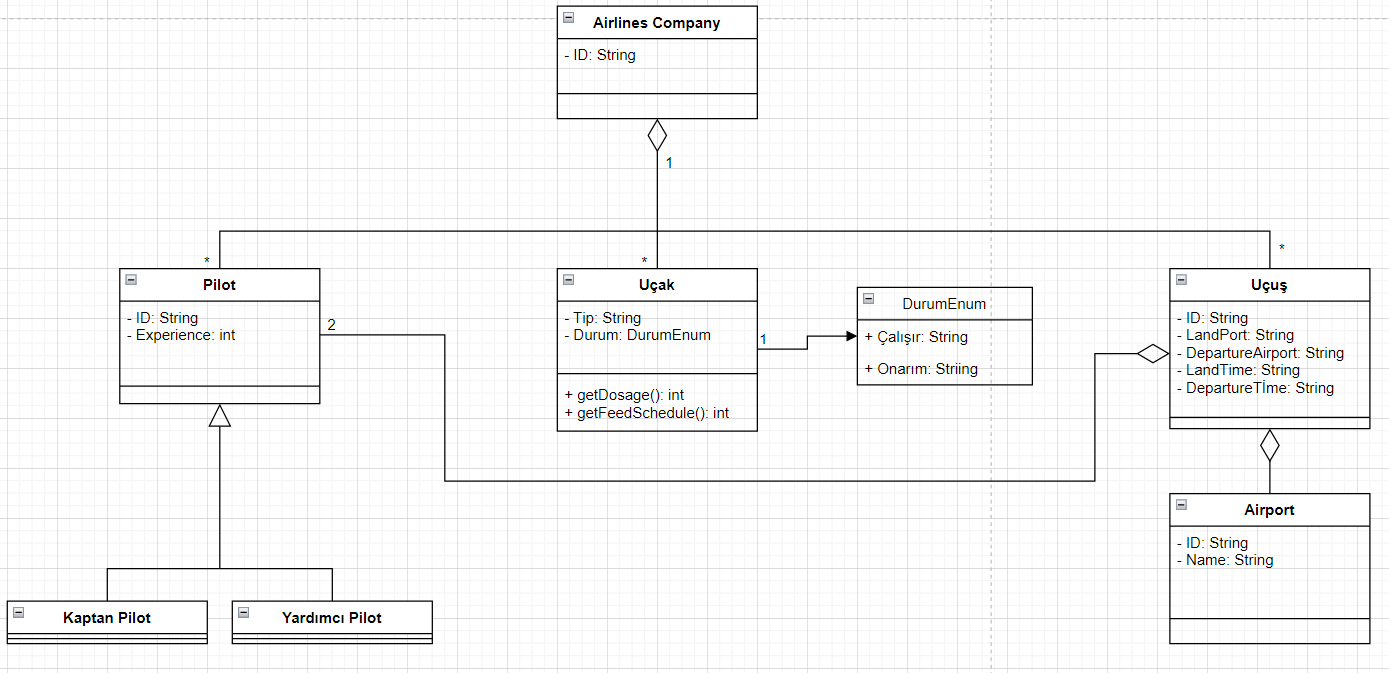 Airlines Company
- ID: String
1
*
*
*
Pilot
- ID: String
- Experience: int
2
Uçak
- Tip: String
- Durum: DurumEnum
+ getDosage(): int
+ getFeedSchedule(): int
1
DurumEnum
+ Çalışır: String
+ Onarım: Striing
Uçuş
- ID: String
- LandPort: String
- DepartureAirport: String
- LandTime: String
- DepartureTİme: String
Airport
- ID: String
- Name: String
Kaptan Pilot
Yardımcı Pilot